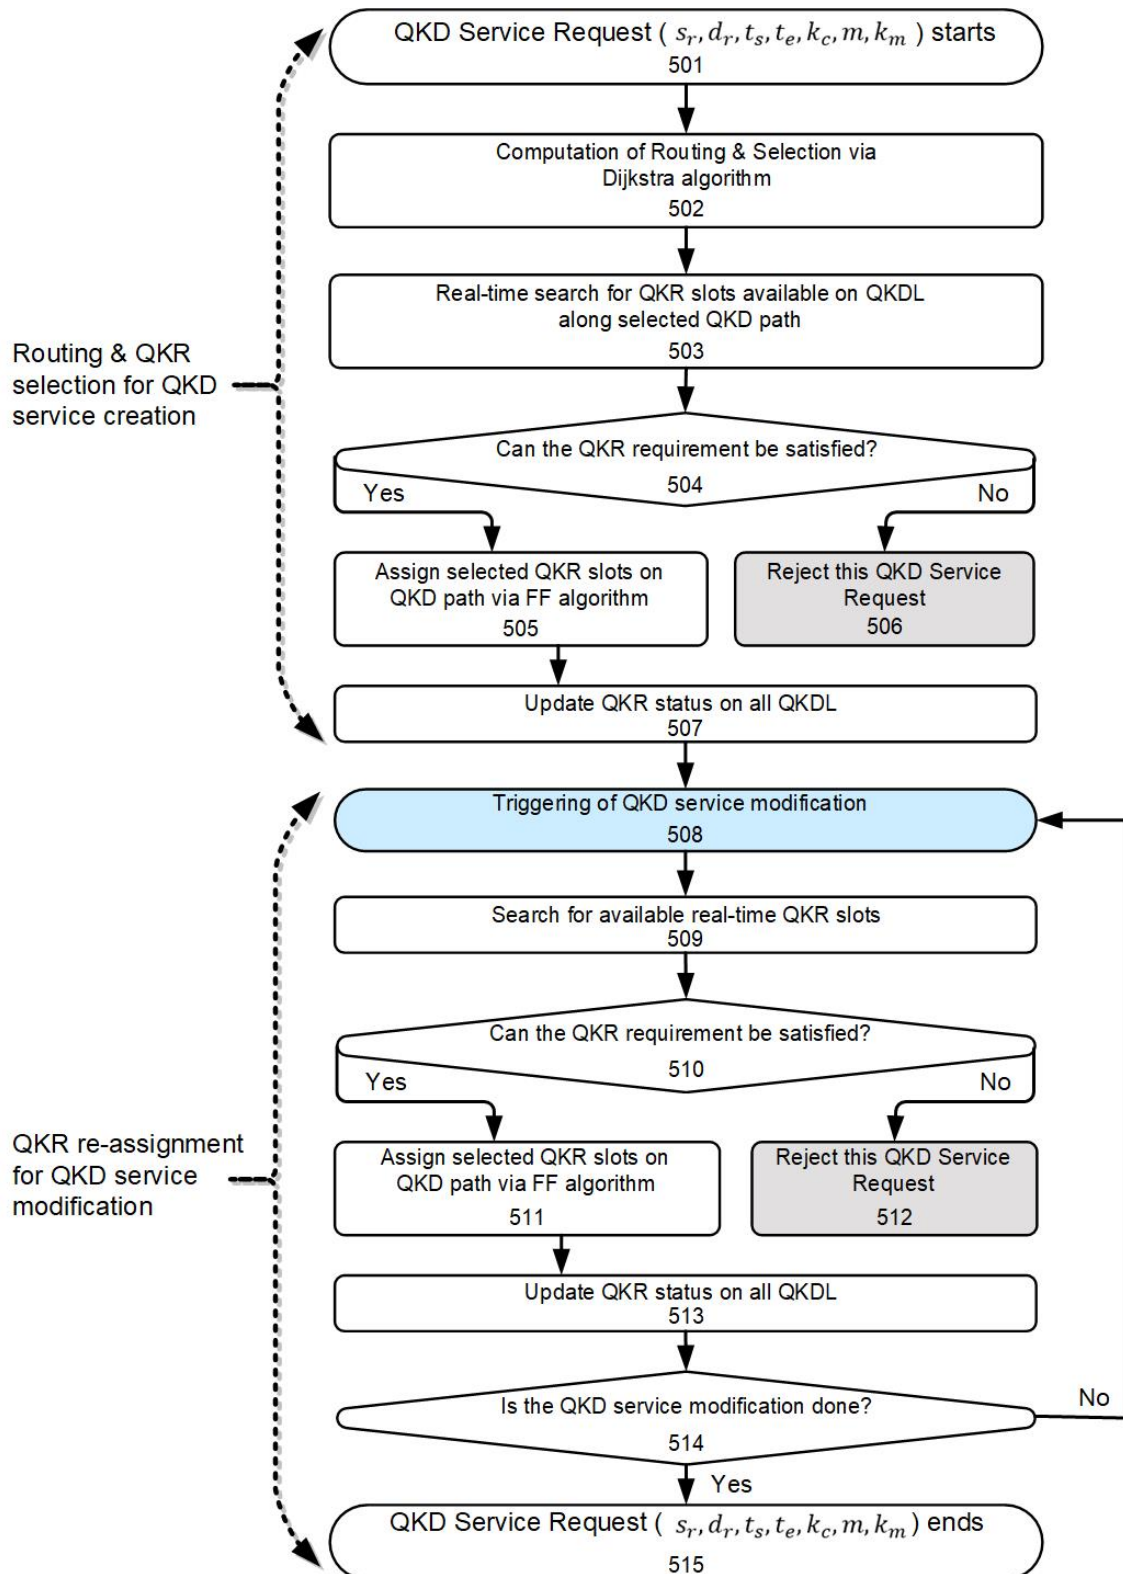 QKD Service Request ( s_r, d_r, t_s, t_e, k_c, m, k_m ) starts
501
Computation of Routing & Selection via
Dijkstra algorithm
502
Real-time search for QKR slots available on QKDL
along selected QKD path
503
Routing & QKR
selection for QKD
service creation
Can the QKR requirement be satisfied?
504
Yes
No
Assign selected QKR slots on
QKD path via FF algorithm
505
Reject this QKD Service
Request
506
Update QKR status on all QKDL
507
Triggering of QKD service modification
508
Search for available real-time QKR slots
509
Can the QKR requirement be satisfied?
510
Yes
No
QKR re-assignment
for QKD service
modification
Assign selected QKR slots on
QKD path via FF algorithm
511
Reject this QKD Service
Request
512
Update QKR status on all QKDL
513
Is the QKD service modification done?
514
No
Yes
QKD Service Request ( s_r, d_r, t_s, t_e, k_c, m, k_m ) ends
515